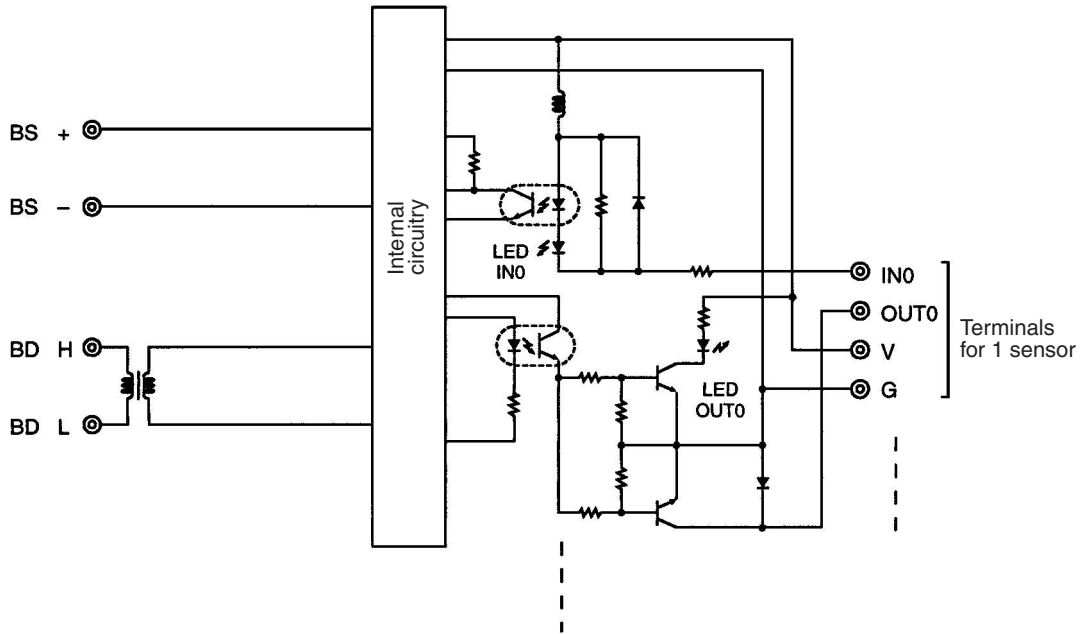 BS +
BS –
BD H
BD L
Internal
circuitry
LED
IN0
LED
OUT0
IN0
OUT0
V
G
Terminals
for 1 sensor